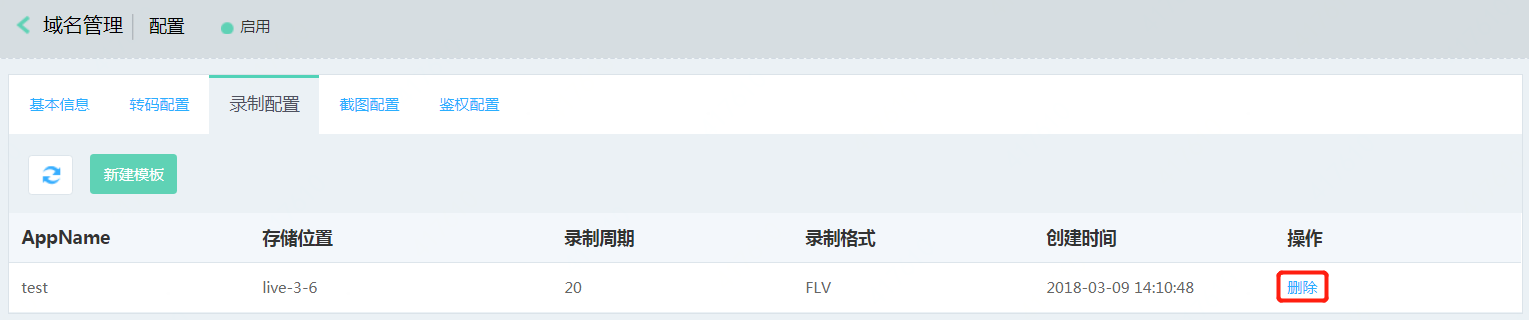 域名管理 配置 启用
基本信息 转码配置 录制配置 截图配置 鉴权配置
新建模板
AppName 存储位置 录制周期 录制格式 创建时间 操作
test live-3-6 20 FLV 2018-03-09 14:10:48 删除